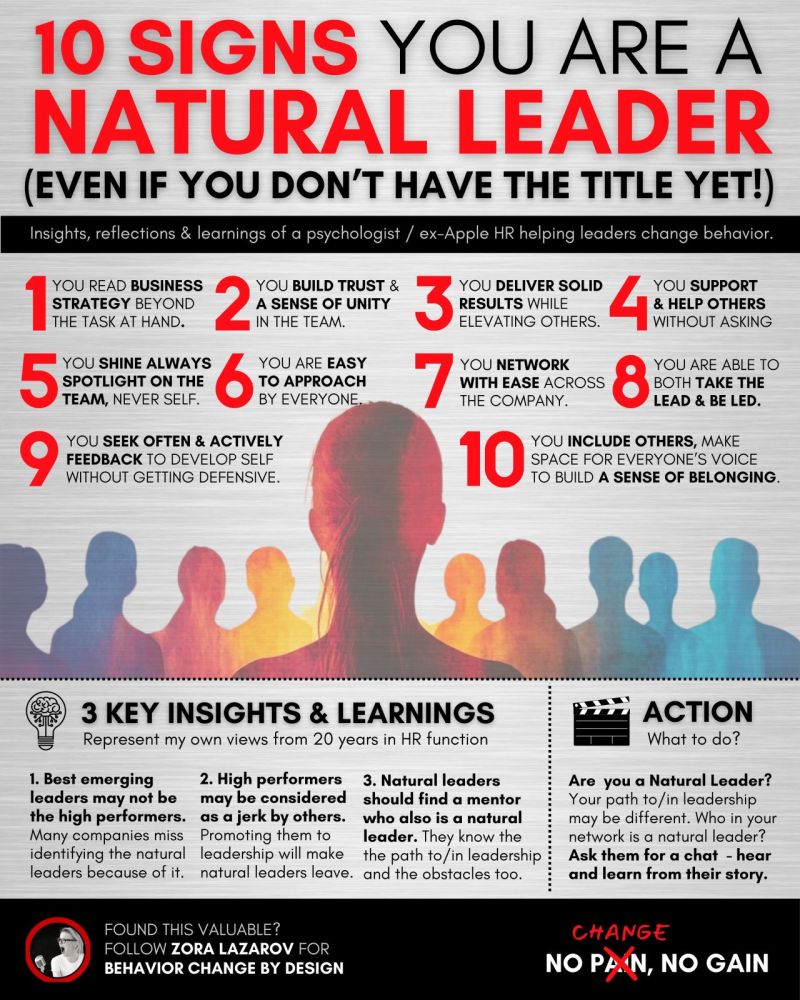 10 SIGNS YOU ARE A
NATURAL LEADER
(EVEN IF YOU DON'T HAVE THE TITLE YET!)
Insights, reflections & learnings of a psychologist / ex-Apple HR helping leaders change behavior.
1 YOU READ BUSINESS
STRATEGY BEYOND
THE TASK AT HAND.
2 YOU BUILD TRUST &
A SENSE OF UNITY
IN THE TEAM.
3 YOU DELIVER SOLID
RESULTS WHILE
ELEVATING OTHERS.
4 YOU SUPPORT
& HELP OTHERS
WITHOUT ASKING
5 YOU SHINE ALWAYS
SPOTLIGHT ON THE
TEAM, NEVER SELF.
6 YOU ARE EASY
TO APPROACH
BY EVERYONE.
7 YOU NETWORK
WITH EASE ACROSS
THE COMPANY.
8 YOU ARE ABLE TO
BOTH TAKE THE
LEAD & BE LED.
9 YOU SEEK OFTEN & ACTIVELY
FEEDBACK TO DEVELOP SELF
WITHOUT GETTING DEFENSIVE.
10 YOU INCLUDE OTHERS, MAKE
SPACE FOR EVERYONE'S VOICE
TO BUILD A SENSE OF BELONGING.
3 KEY INSIGHTS & LEARNINGS
Represent my own views from 20 years in HR function
1. Best emerging
leaders may not be
the high performers.
Many companies miss
identifying the natural
leaders because of it.
2. High performers
may be considered
as a jerk by others.
Promoting them to
leadership will make
natural leaders leave.
3. Natural leaders
should find a mentor
who also is a natural
leader. They know the
the path to/in leadership
and the obstacles too.
ACTION
What to do?
Are you a Natural Leader?
Your path to/in leadership
may be different. Who in your
network is a natural leader?
Ask them for a chat - hear
and learn from their story.
FOUND THIS VALUABLE?
FOLLOW ZORA LAZAROV FOR
BEHAVIOR CHANGE BY DESIGN
CHANGE
NO PAIN, NO GAIN